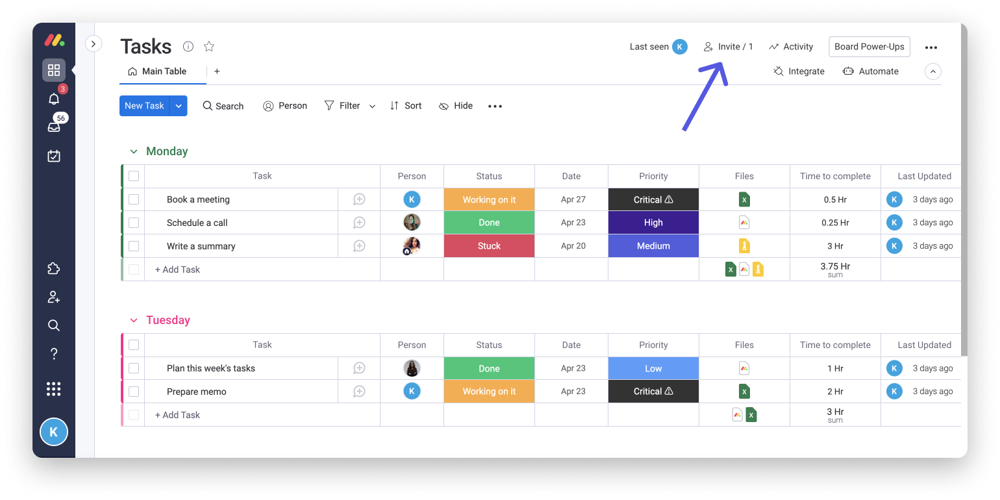 Tasks
Last seen K Invite / 1 Activity Board Power-Ups
Main Table + Integrate Automate
3
56
New Task Search Person Filter Sort Hide
Monday
Task Person Status Date Priority Files Time to complete Last Updated
Book a meeting K Working on it Apr 27 Critical X 0.5 Hr K 3 days ago
Schedule a call Done Apr 23 High 0.25 Hr K 3 days ago
Write a summary Stuck Apr 20 Medium 3 Hr K 3 days ago
+ Add Task X 3.75 Hr
sum
Tuesday
Task Person Status Date Priority Files Time to complete Last Updated
Plan this week's tasks Done Apr 23 Low 1 Hr K 3 days ago
Prepare memo K Working on it Apr 23 Critical X 2 Hr K 3 days ago
+ Add Task X 3 Hr
sum
K